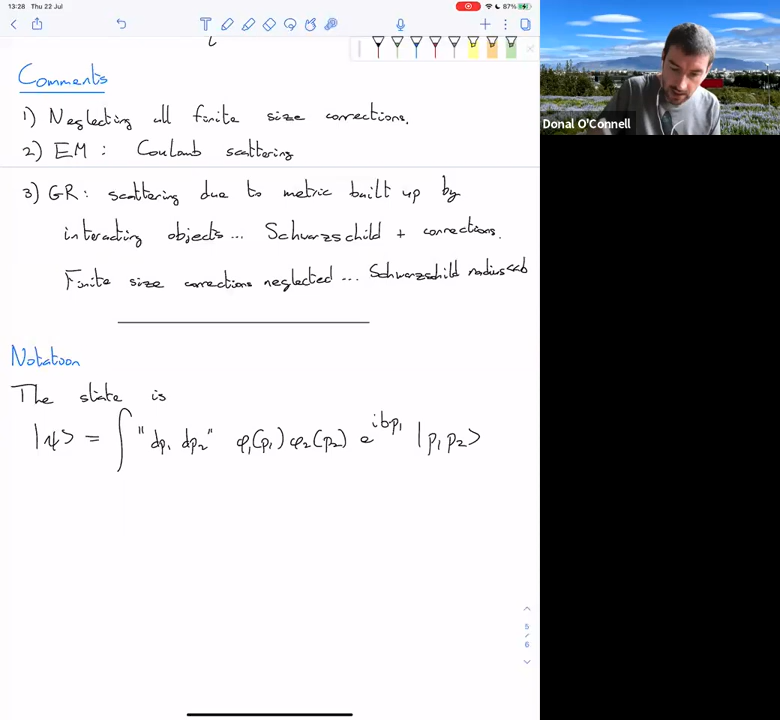 13:28 Thu 22 Jul
87%
Comments
1) Neglecting all finite size corrections.
2) EM: Coulomb scattering
3) GR: scattering due to metric built up by
interacting objects... Schwarzschild + corrections.
Finite size corrections neglected... Schwarzschild radius << b
Notation
The state is
|ψ> = ∫ "dp₁ dp₂" φ₁(p₁) φ₂(p₂) e^{ibp₁} |p₁ p₂>
5
/
6
Donal O'Connell